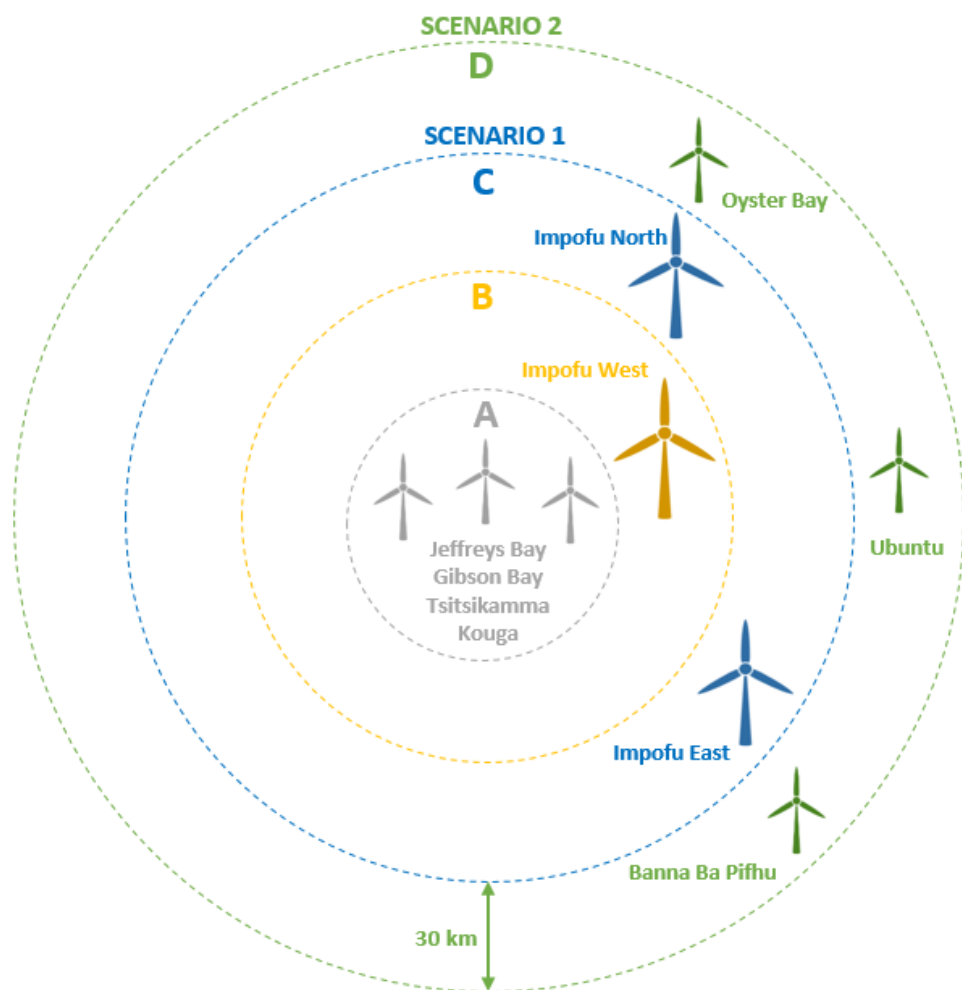 SCENARIO 2
D
SCENARIO 1
C
Oyster Bay
Impofu North
B
Impofu West
A
Jeffreys Bay
Gibson Bay
Tsitsikamma
Kouga
Ubuntu
Impofu East
Banna Ba Pifhu
30 km